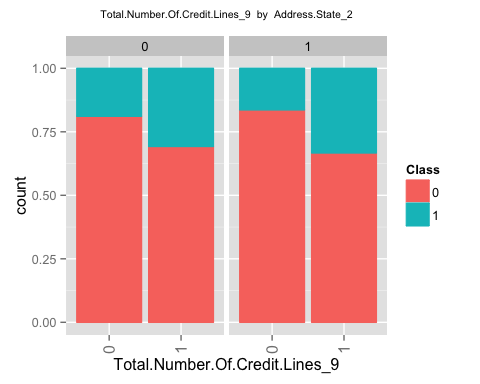 Total.Number.Of.Credit.Lines_9 by Address.State_2
0 1
1.00
0.75
0.50
0.25
0.00
count
0 1 0 1
Total.Number.Of.Credit.Lines_9
Class
0
1